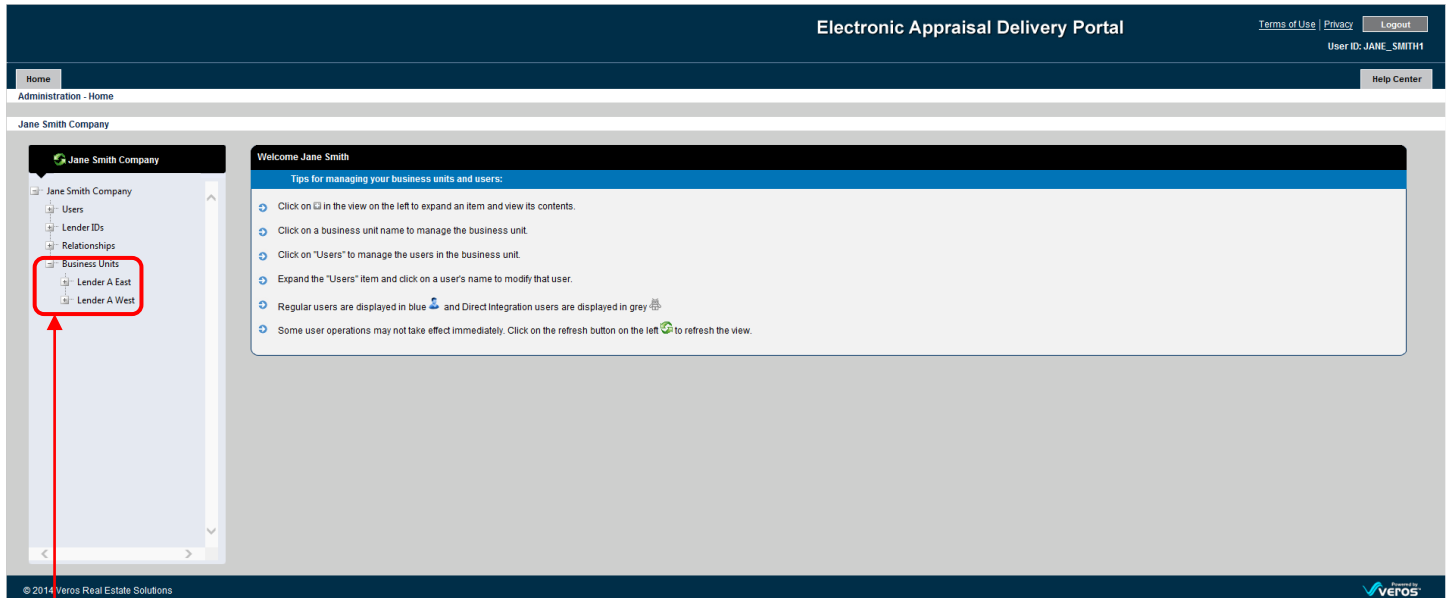 Electronic Appraisal Delivery Portal
Terms of Use | Privacy Logout
User ID: JANE_SMITH1
Home Help Center
Administration - Home
Jane Smith Company
Jane Smith Company
Jane Smith Company
Users
Lender IDs
Relationships
Business Units
Lender A East
Lender A West
Welcome Jane Smith
Tips for managing your business units and users:
Click on in the view on the left to expand an item and view its contents.
Click on a business unit name to manage the business unit.
Click on "Users" to manage the users in the business unit.
Expand the "Users" item and click on a user's name to modify that user.
Regular users are displayed in blue and Direct Integration users are displayed in grey
Some user operations may not take effect immediately. Click on the refresh button on the left to refresh the view.
© 2014 Veros Real Estate Solutions
Powered by
veros